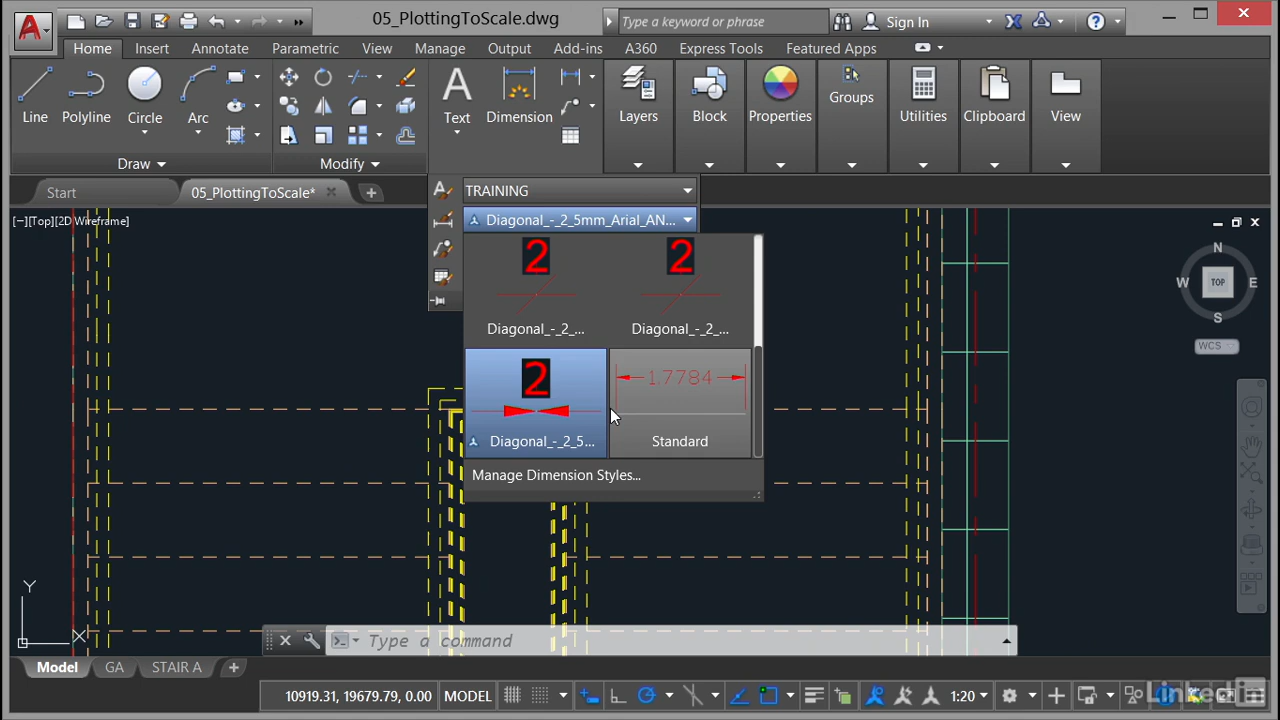 05_PlottingToScale.dwg
Type a keyword or phrase
Sign In
Home Insert Annotate Parametric View Manage Output Add-ins A360 Express Tools Featured Apps
Line Polyline Circle Arc Text Dimension Layers Block Properties Groups Utilities Clipboard View
Draw Modify
Start 05_PlottingToScale*
TRAINING
[−][Top][2D Wireframe]
Diagonal_-_2_5mm_Arial_AN...
2 2
Diagonal_-_2_... Diagonal_-_2_...
2 1.7784
Diagonal_-_2_5... Standard
Manage Dimension Styles...
N
W TOP E
S
WCS
Y
X
Type a command
Model GA STAIR A
10919.31, 19679.79, 0.00 MODEL 1:20
LinkedIn